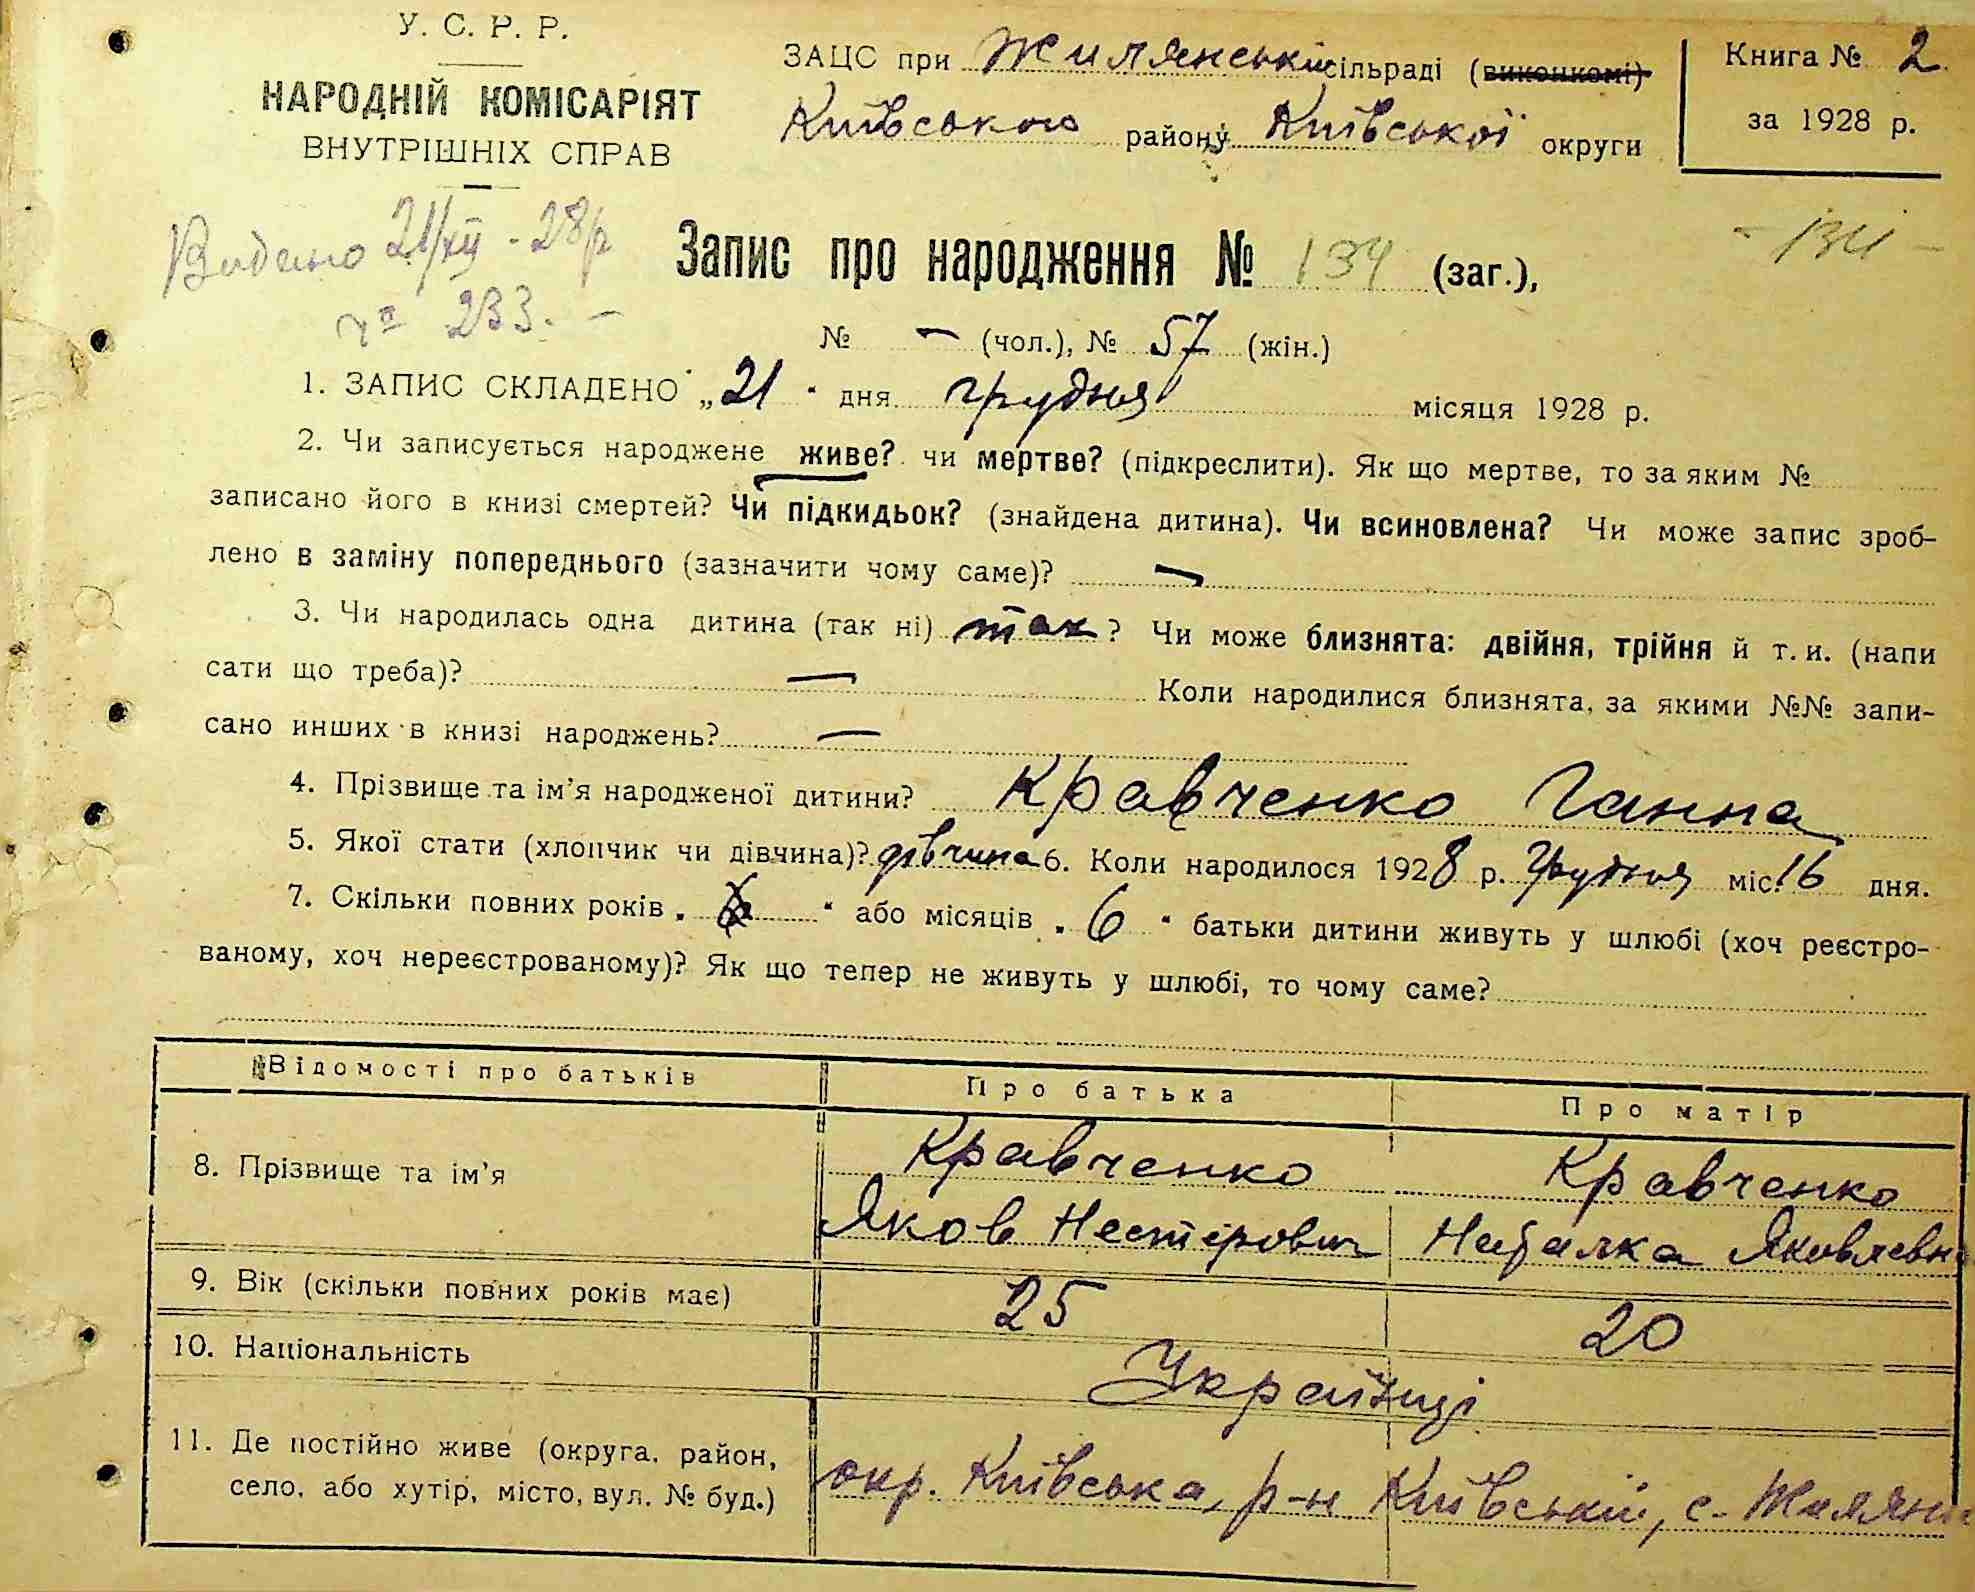 У. С. Р. Р.
НАРОДНІЙ КОМІСАРІЯТ
ВНУТРІШНІХ СПРАВ
ЗАЦС при Жилянській сільраді (виконкомі)
Київського району Київської округи
Книга № 2
за 1928 р.
Видано 21/XII - 28 р
№ 233. -
Запис про народження № 134 (заг.),
- 134 -
№ — (чол.), № 57 (жін.)
1. ЗАПИС СКЛАДЕНО „21“ дня грудня місяця 1928 р.
2. Чи записується народжене живе? чи мертве? (підкреслити). Як що мертве, то за яким №
записано його в книзі смертей? Чи підкидьок? (знайдена дитина). Чи всиновлена? Чи може запис зроб-
лено в заміну попереднього (зазначити чому саме)? —
3. Чи народилась одна дитина (так ні) так ? Чи може близнята: двійня, трійня й т. и. (напи
сати що треба)? — Коли народилися близнята, за якими №№ запи-
сано инших в книзі народжень? —
4. Прізвище та ім'я народженої дитини? Кравченко Ганна
5. Якої стати (хлопчик чи дівчина)? дівчина 6. Коли народилося 1928 р. Грудня міс. 16 дня.
7. Скільки повних років „ “ або місяців „ 6 “ батьки дитини живуть у шлюбі (хоч реєстро-
ваному, хоч нереєстрованому)? Як що тепер не живуть у шлюбі, то чому саме?
Відомості про батьків Про батька Про матір
8. Прізвище та ім'я Кравченко Кравченко
Яков Нестірович Наталка Яковлевн
9. Вік (скільки повних років має) 25 20
10. Національність Українці
11. Де постійно живе (округа, район,
село, або хутір, місто, вул. № буд.) окр. Київська, р-н Київській, с. Жиляни